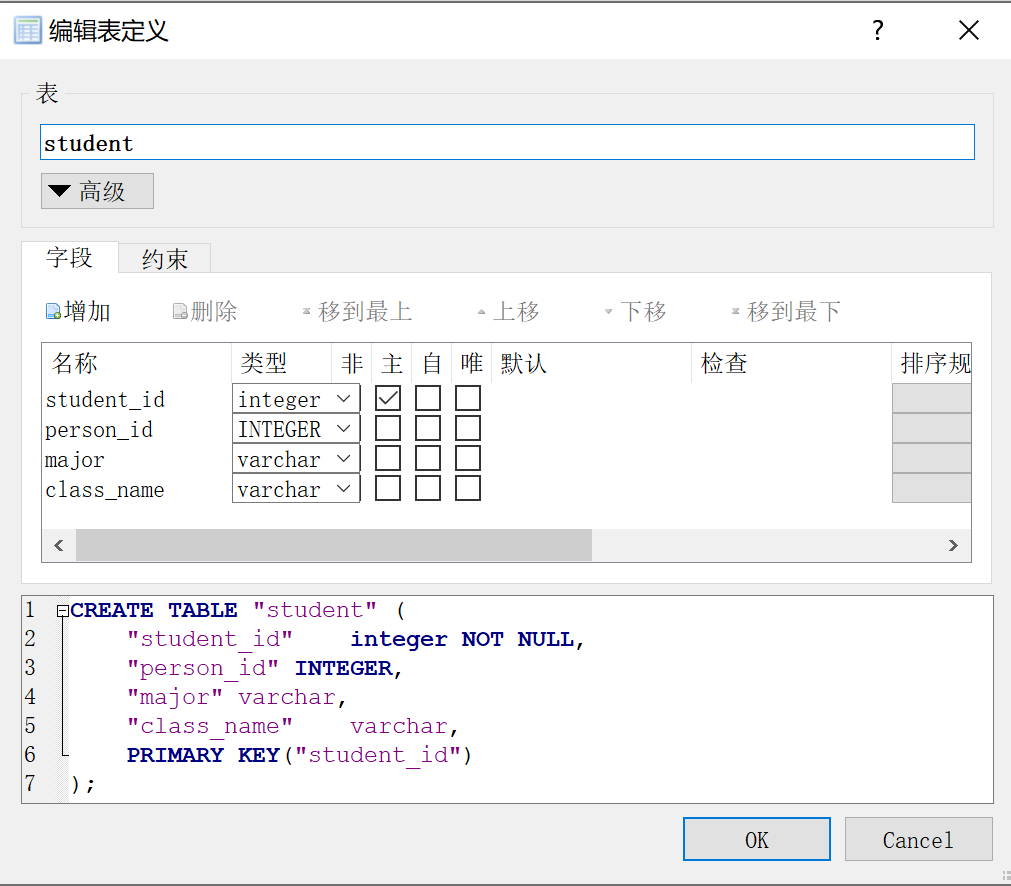 编辑表定义 ?
表
student
高级
字段 约束
增加 删除 移到最上 上移 下移 移到最下
名称 类型 非 主 自 唯 默认 检查 排序规
student_id integer
person_id INTEGER
major varchar
class_name varchar
1 CREATE TABLE "student" (
2 "student_id" integer NOT NULL,
3 "person_id" INTEGER,
4 "major" varchar,
5 "class_name" varchar,
6 PRIMARY KEY("student_id")
7 );
OK Cancel